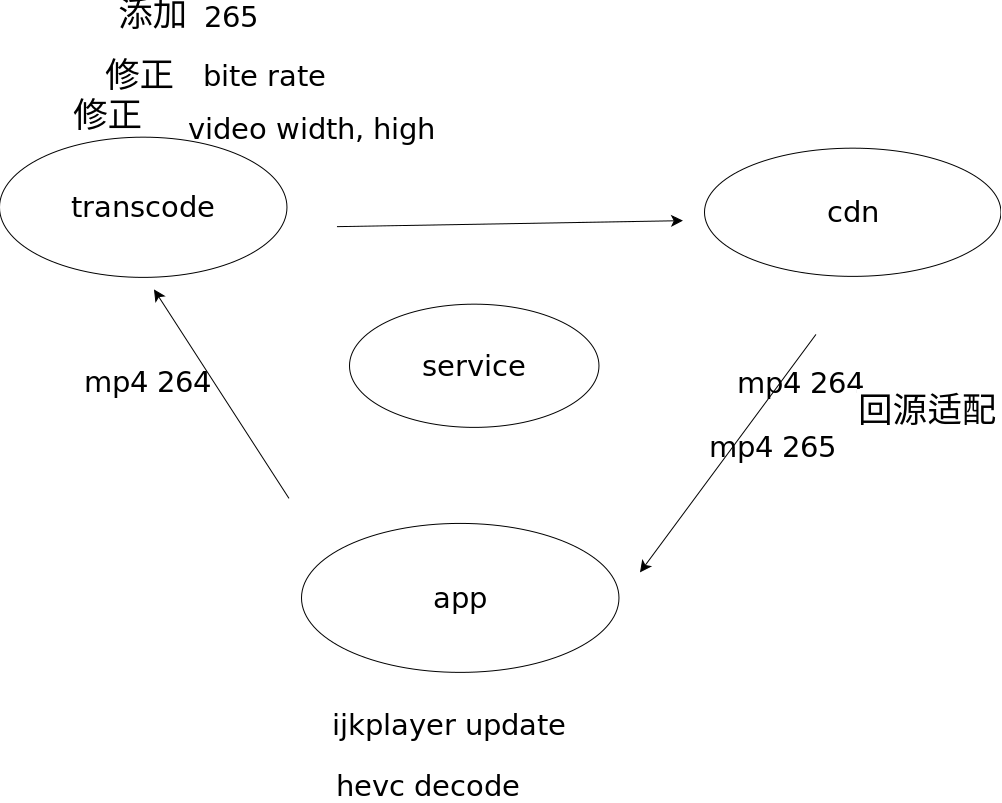 添加 265
修正 bite rate
修正
video width, high
transcode
cdn
service
mp4 264
mp4 264
回源适配
mp4 265
app
ijkplayer update
hevc decode